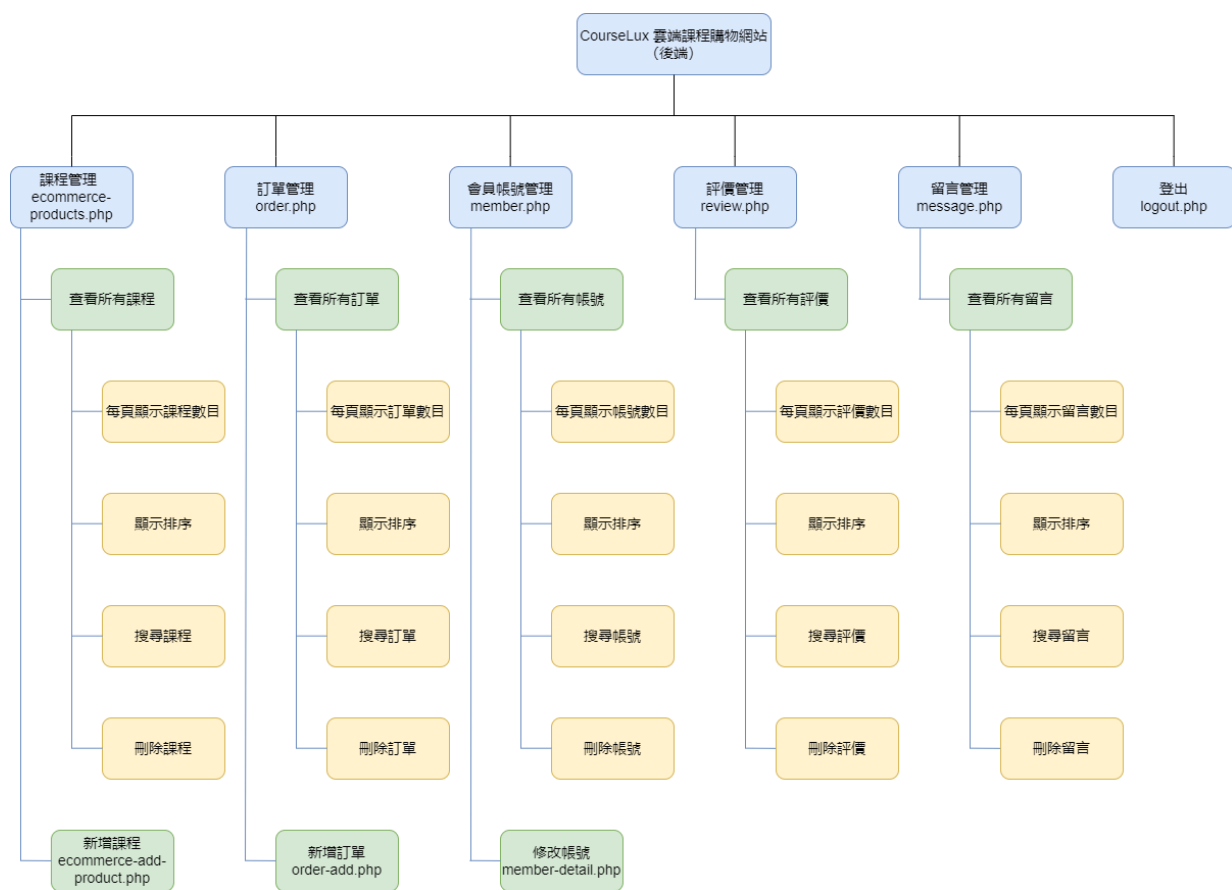 CourseLux 雲端課程購物網站
（後端）
課程管理
ecommerce-
products.php
訂單管理
order.php
會員帳號管理
member.php
評價管理
review.php
留言管理
message.php
登出
logout.php
查看所有課程
查看所有訂單
查看所有帳號
查看所有評價
查看所有留言
每頁顯示課程數目
每頁顯示訂單數目
每頁顯示帳號數目
每頁顯示評價數目
每頁顯示留言數目
顯示排序
顯示排序
顯示排序
顯示排序
顯示排序
搜尋課程
搜尋訂單
搜尋帳號
搜尋評價
搜尋留言
刪除課程
刪除訂單
刪除帳號
刪除評價
刪除留言
新增課程
ecommerce-add-
product.php
新增訂單
order-add.php
修改帳號
member-detail.php